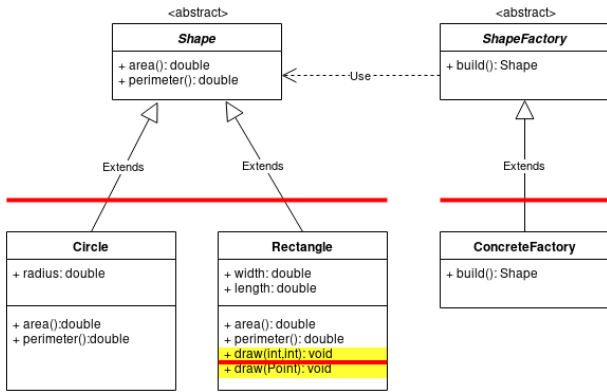 <abstract>
Shape
+ area(): double
+ perimeter(): double
<abstract>
ShapeFactory
+ build(): Shape
Use
Extends
Extends
Extends
Circle
+ radius: double
+ area():double
+ perimeter():double
Rectangle
+ width: double
+ length: double
+ area(): double
+ perimeter(): double
+ draw(int,int): void
+ draw(Point): void
ConcreteFactory
+ build(): Shape